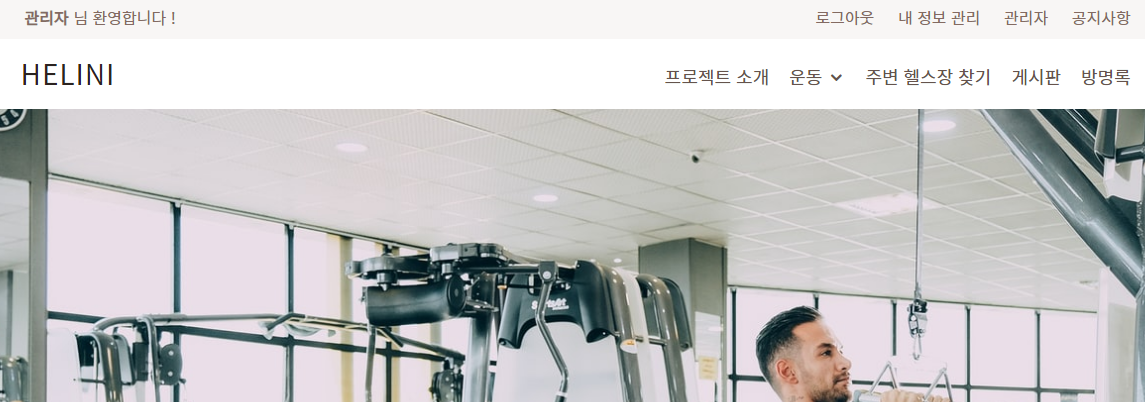 관리자 님 환영합니다 !
로그아웃 내 정보 관리 관리자 공지사항
HELINI
프로젝트 소개 운동 주변 헬스장 찾기 게시판 방명록